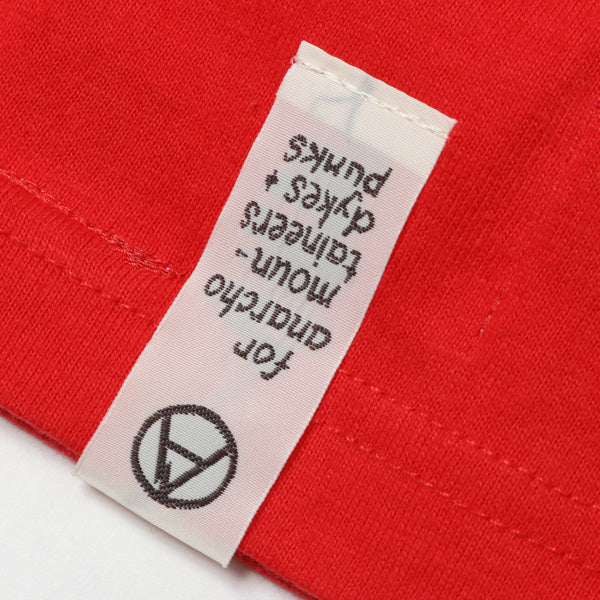 for
anarcho
moun-
taineers
dykes +
punks